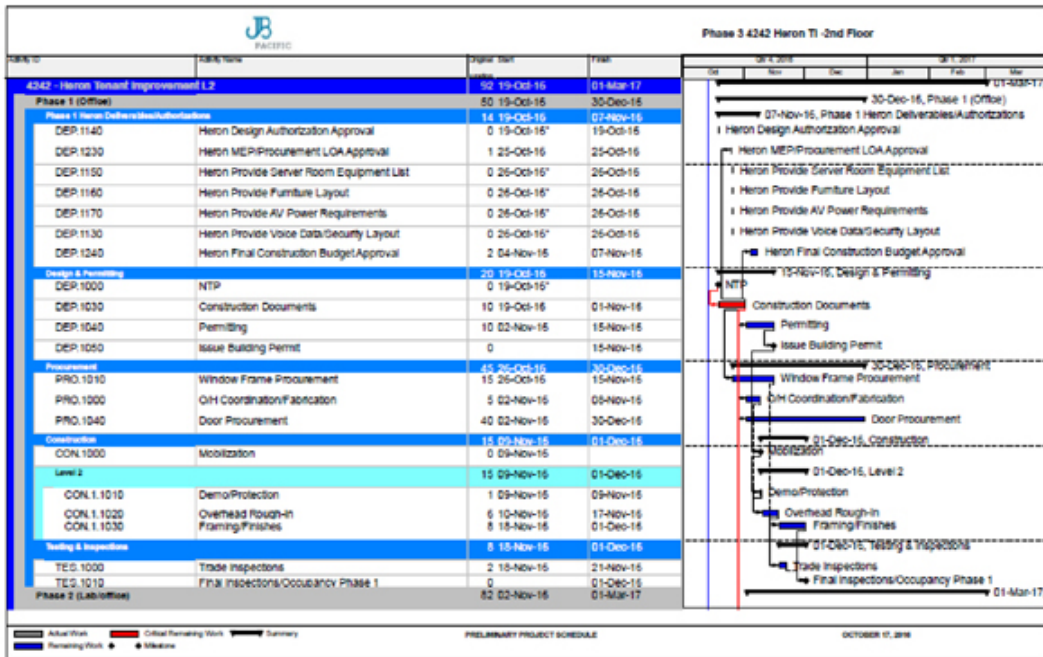 JB
PACIFIC
Phase 3 4242 Heron TI -2nd Floor
Activity ID Activity Name Original Start Finish Qtr 4, 2016 Qtr 1, 2017
Oct Nov Dec Jan Feb Mar
4242 - Heron Tenant Improvement L2 92 19-Oct-16 01-Mar-17 01-Mar-17
Phase 1 (Office) 50 19-Oct-16 30-Dec-16 30-Dec-16, Phase 1 (Office)
Phase 1 Heron Deliverables/Authorizations 14 19-Oct-16 07-Nov-16 07-Nov-16, Phase 1 Heron Deliverables/Authorizations
DEP.1140 Heron Design Authorization Approval 0 19-Oct-16* 19-Oct-16 Heron Design Authorization Approval
DEP.1230 Heron MEP/Procurement LOA Approval 1 25-Oct-16 25-Oct-16 Heron MEP/Procurement LOA Approval
DEP.1150 Heron Provide Server Room Equipment List 0 26-Oct-16* 26-Oct-16 Heron Provide Server Room Equipment List
DEP.1160 Heron Provide Furniture Layout 0 26-Oct-16* 26-Oct-16 Heron Provide Furniture Layout
DEP.1170 Heron Provide AV Power Requirements 0 26-Oct-16* 26-Oct-16 Heron Provide AV Power Requirements
DEP.1130 Heron Provide Voice Data/Security Layout 0 26-Oct-16* 26-Oct-16 Heron Provide Voice Data/Security Layout
DEP.1240 Heron Final Construction Budget Approval 2 04-Nov-16 07-Nov-16 Heron Final Construction Budget Approval
Design & Permitting 20 19-Oct-16 15-Nov-16 15-Nov-16, Design & Permitting
DEP.1000 NTP 0 19-Oct-16* NTP
DEP.1030 Construction Documents 10 19-Oct-16 01-Nov-16 Construction Documents
DEP.1040 Permitting 10 02-Nov-16 15-Nov-16 Permitting
DEP.1050 Issue Building Permit 0 15-Nov-16 Issue Building Permit
Procurement 45 26-Oct-16 30-Dec-16 30-Dec-16, Procurement
PRO.1010 Window Frame Procurement 15 26-Oct-16 15-Nov-16 Window Frame Procurement
PRO.1000 O/H Coordination/Fabrication 5 02-Nov-16 08-Nov-16 O/H Coordination/Fabrication
PRO.1040 Door Procurement 40 02-Nov-16 30-Dec-16 Door Procurement
Construction 15 09-Nov-16 01-Dec-16 01-Dec-16, Construction
CON.1000 Mobilization 0 09-Nov-16 Mobilization
Level 2 15 09-Nov-16 01-Dec-16 01-Dec-16, Level 2
CON.1.1010 Demo/Protection 1 09-Nov-16 09-Nov-16 Demo/Protection
CON.1.1020 Overhead Rough-in 6 10-Nov-16 17-Nov-16 Overhead Rough-in
CON.1.1030 Framing/Finishes 8 18-Nov-16 01-Dec-16 Framing/Finishes
Testing & Inspections 8 18-Nov-16 01-Dec-16 01-Dec-16, Testing & Inspections
TES.1000 Trade Inspections 2 18-Nov-16 21-Nov-16 Trade Inspections
TES.1010 Final Inspections/Occupancy Phase 1 0 01-Dec-16 Final Inspections/Occupancy Phase 1
Phase 2 (Lab/office) 82 02-Nov-16 01-Mar-17 01-Mar-17
Actual Work Critical Remaining Work Summary PRELIMINARY PROJECT SCHEDULE OCTOBER 17, 2016
Remaining Work Milestone